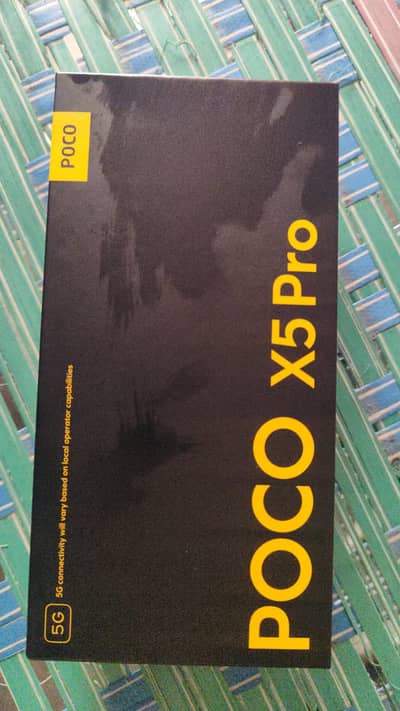 POCO
POCO X5 Pro
5G 5G connectivity will vary based on local operator capabilities